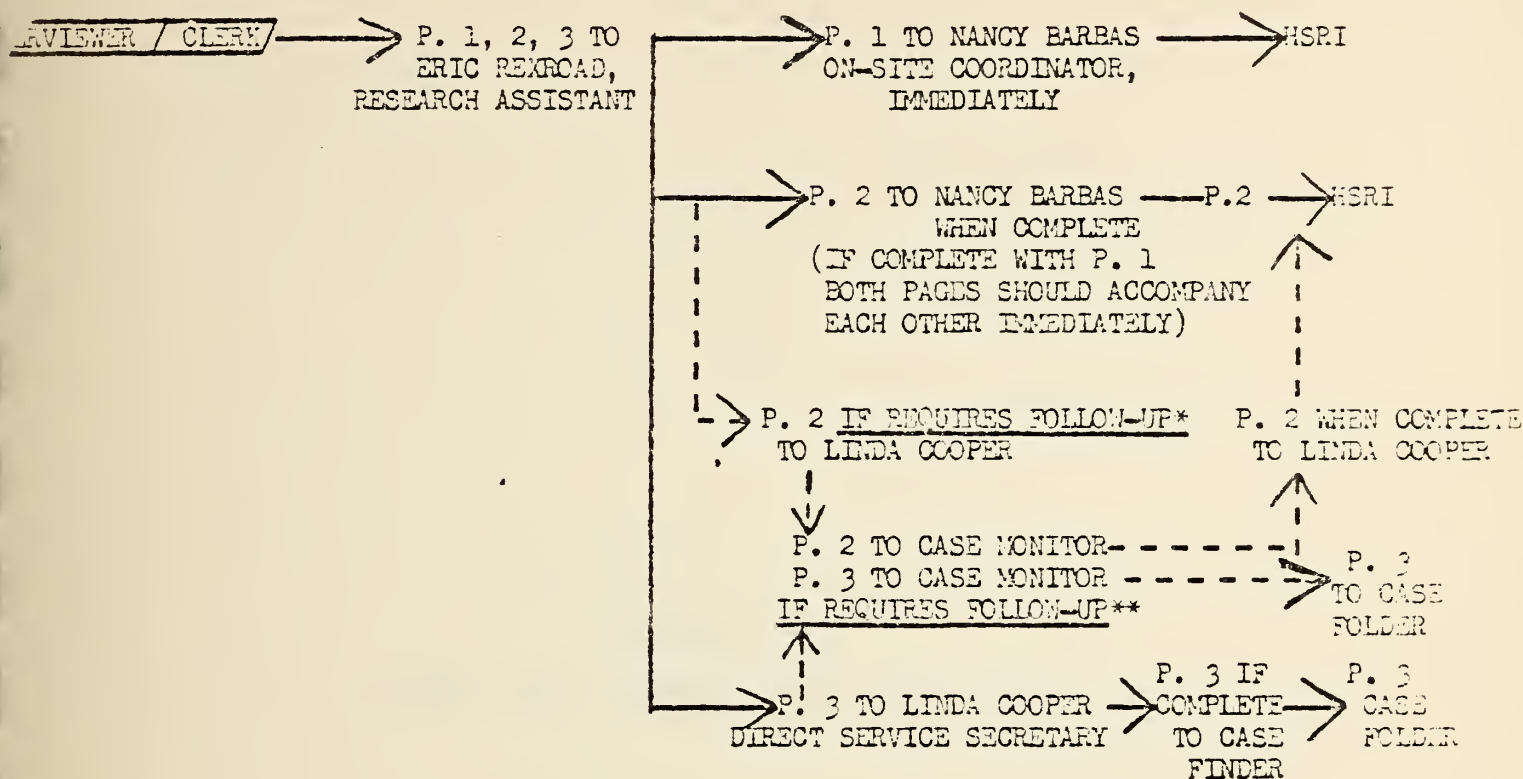 RVIEWER / CLERK
P. 1, 2, 3 TO
ERIC REXROAD,
RESEARCH ASSISTANT
P. 1 TO NANCY BARBAS
ON-SITE COORDINATOR,
IMMEDIATELY
HSRI
P. 2 TO NANCY BARBAS
WHEN COMPLETE
(IF COMPLETE WITH P. 1
BOTH PAGES SHOULD ACCOMPANY
EACH OTHER IMMEDIATELY)
P.2
HSRI
P. 2 IF REQUIRES FOLLOW-UP*
TO LINDA COOPER
P. 2 WHEN COMPLETE
TO LINDA COOPER
P. 2 TO CASE MONITOR
P. 3 TO CASE MONITOR
IF REQUIRES FOLLOW-UP**
P. 3
TO CASE
FOLDER
P. 3 TO LINDA COOPER
DIRECT SERVICE SECRETARY
P. 3 IF
COMPLETE
TO CASE
FINDER
P. 3
CASE
FOLDER